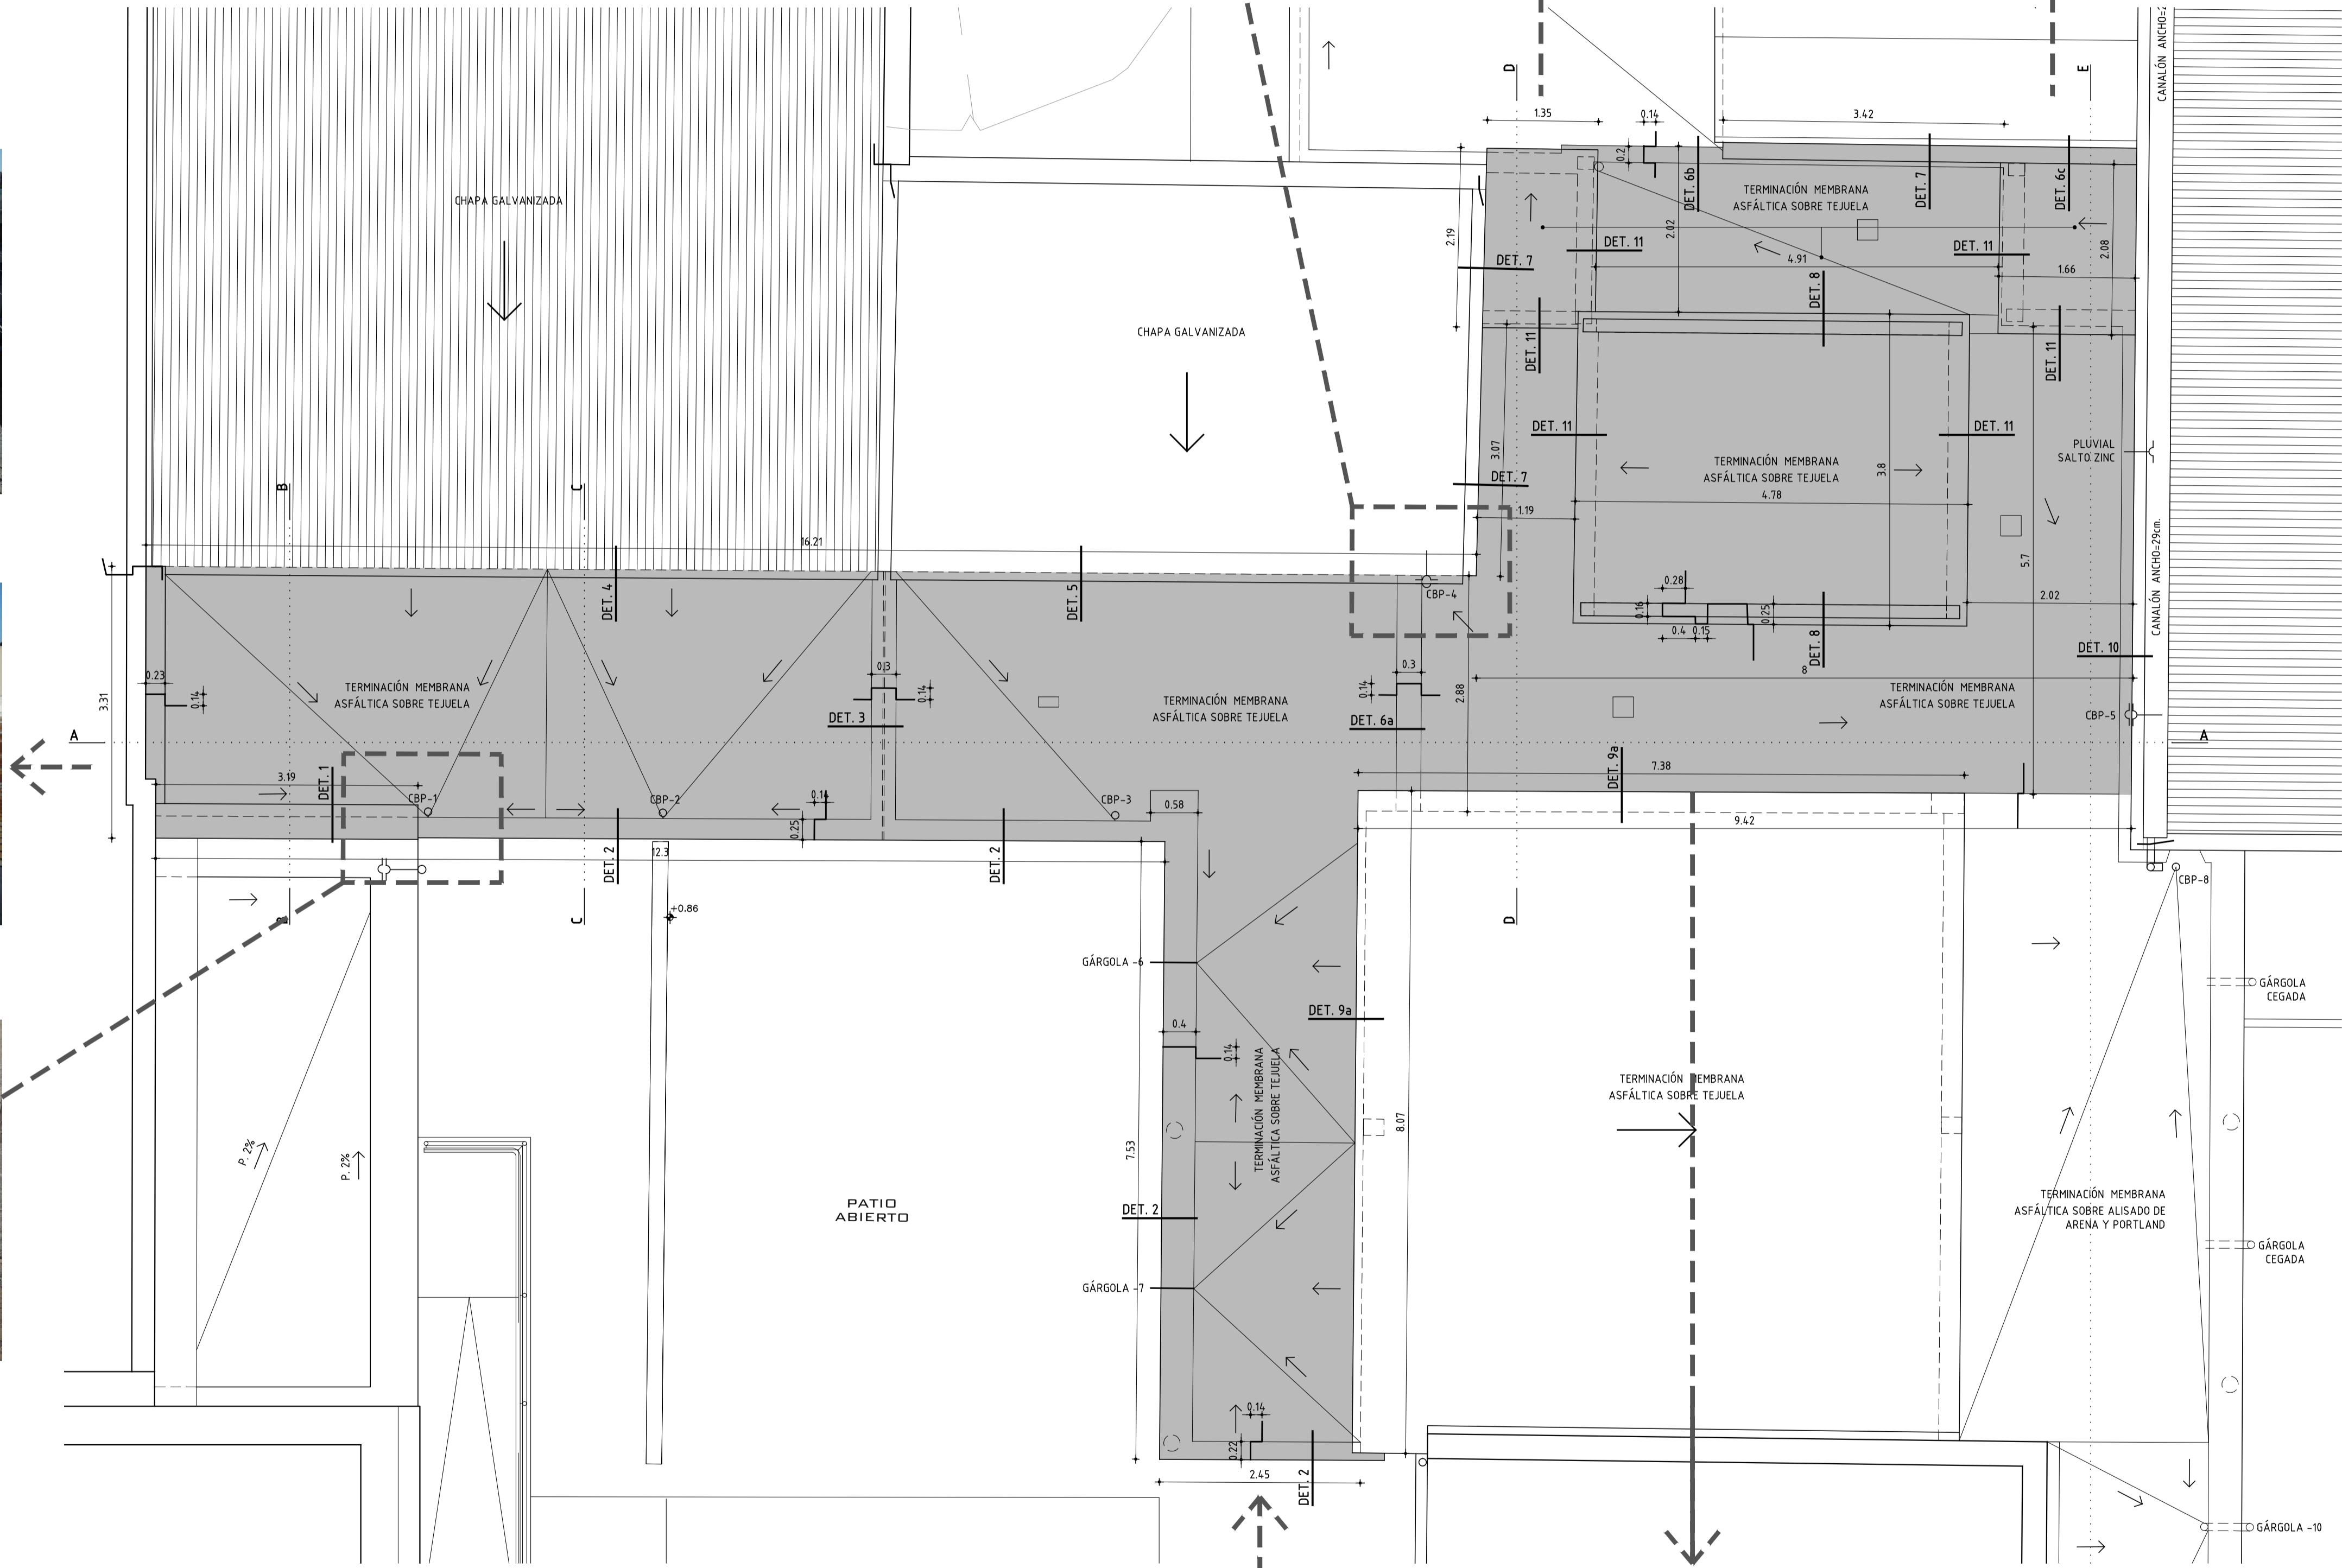 CANALÓN ANCHO=2
D
E
1.35
0.14
3.42
0.2
DET. 6b
DET. 7
DET. 6c
TERMINACIÓN MEMBRANA
ASFÁLTICA SOBRE TEJUELA
CHAPA GALVANIZADA
2.19
2.02
DET. 11
DET. 11
2.08
DET. 7
4.91
1.66
DET. 8
CHAPA GALVANIZADA
DET. 11
DET. 11
DET. 11
DET. 11
PLUVIAL
SALTO ZINC
3.07
TERMINACIÓN MEMBRANA
ASFÁLTICA SOBRE TEJUELA
3.8
DET. 7
4.78
B
C
1.19
CANALÓN ANCHO=29cm.
16.21
5.7
DET. 4
DET. 5
CBP-4
0.28
0.16
0.25
0.4
0.15
2.02
DET. 8
DET. 10
0.23
0.14
3.31
TERMINACIÓN MEMBRANA
ASFÁLTICA SOBRE TEJUELA
0.3
0.14
DET. 3
TERMINACIÓN MEMBRANA
ASFÁLTICA SOBRE TEJUELA
0.3
0.14
DET. 6a
2.88
8
TERMINACIÓN MEMBRANA
ASFÁLTICA SOBRE TEJUELA
CBP-5
A
A
3.19
DET. 1
CBP-1
CBP-2
0.14
0.25
CBP-3
0.58
DET. 9a
7.38
9.42
12.3
DET. 2
DET. 2
CBP-8
B
C
D
+0.86
GÁRGOLA -6
DET. 9a
GÁRGOLA
CEGADA
0.4
0.14
TERMINACIÓN MEMBRANA
ASFÁLTICA SOBRE TEJUELA
TERMINACIÓN MEMBRANA
ASFÁLTICA SOBRE TEJUELA
7.53
8.07
P. 2%
P. 2%
PATIO
ABIERTO
DET. 2
TERMINACIÓN MEMBRANA
ASFÁLTICA SOBRE ALISADO DE
ARENA Y PORTLAND
GÁRGOLA
CEGADA
GÁRGOLA -7
0.14
0.22
2.45
DET. 2
GÁRGOLA -10